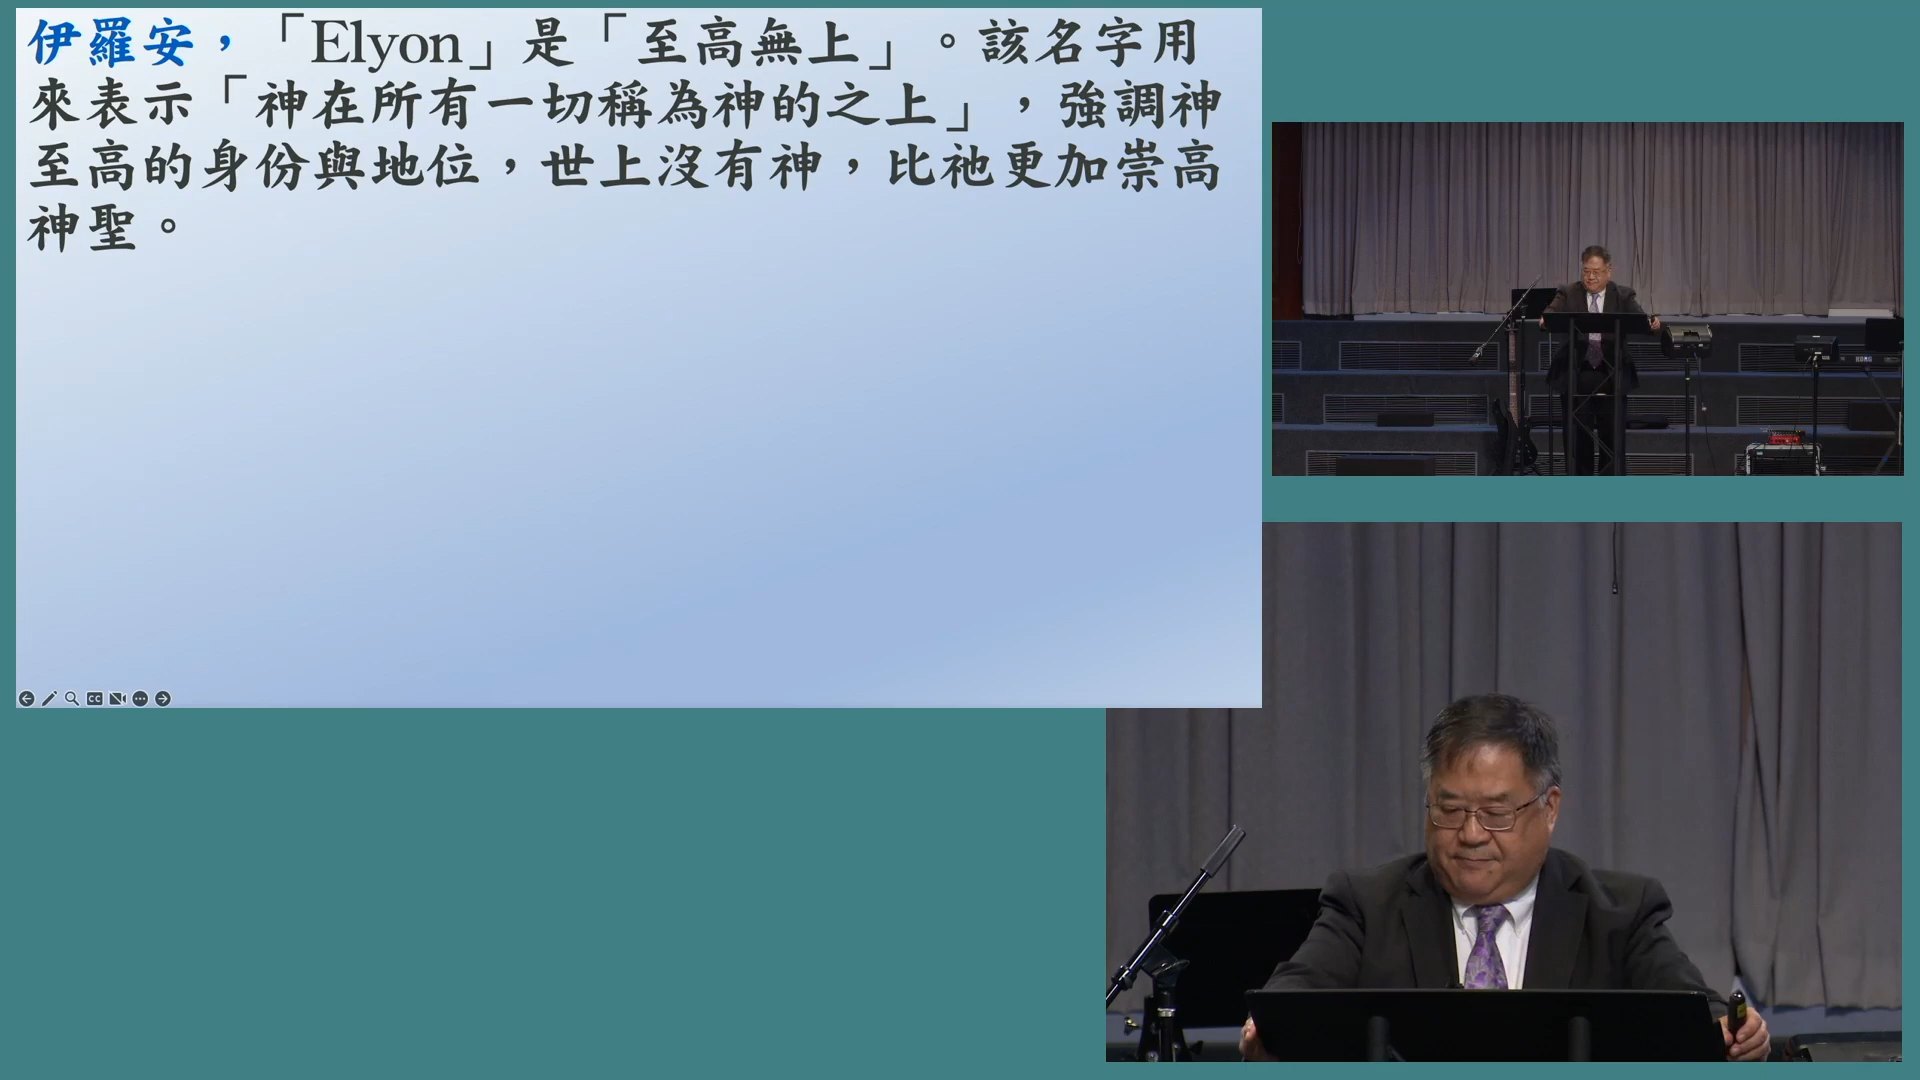 伊羅安，「Elyon」是「至高無上」。該名字用
來表示「神在所有一切稱為神的之上」，強調神
至高的身份與地位，世上沒有神，比祂更加崇高
神聖。
CC
KORG